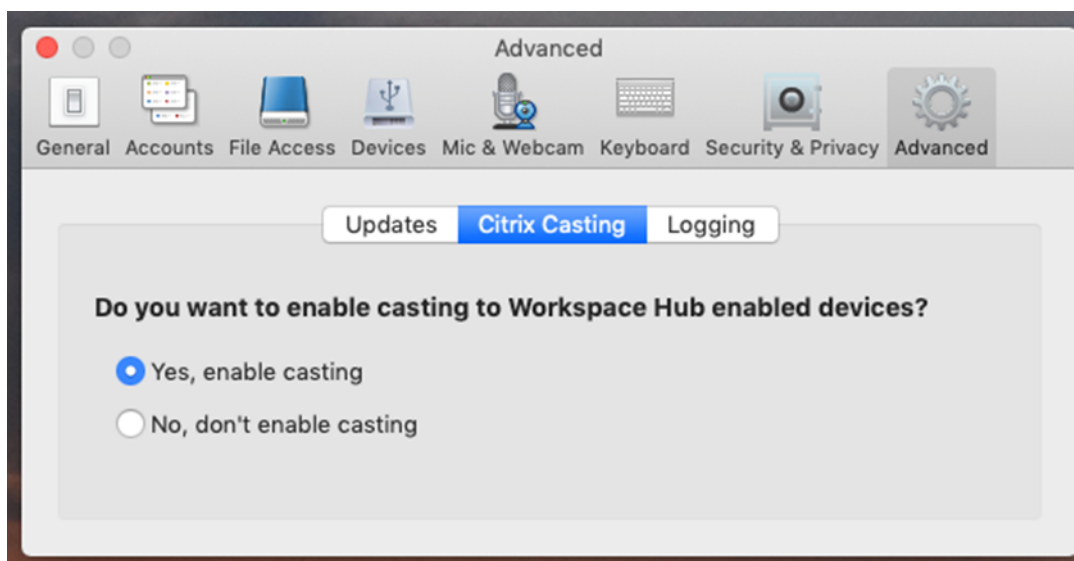 Advanced
General Accounts File Access Devices Mic & Webcam Keyboard Security & Privacy Advanced
Updates Citrix Casting Logging
Do you want to enable casting to Workspace Hub enabled devices?
Yes, enable casting
No, don't enable casting